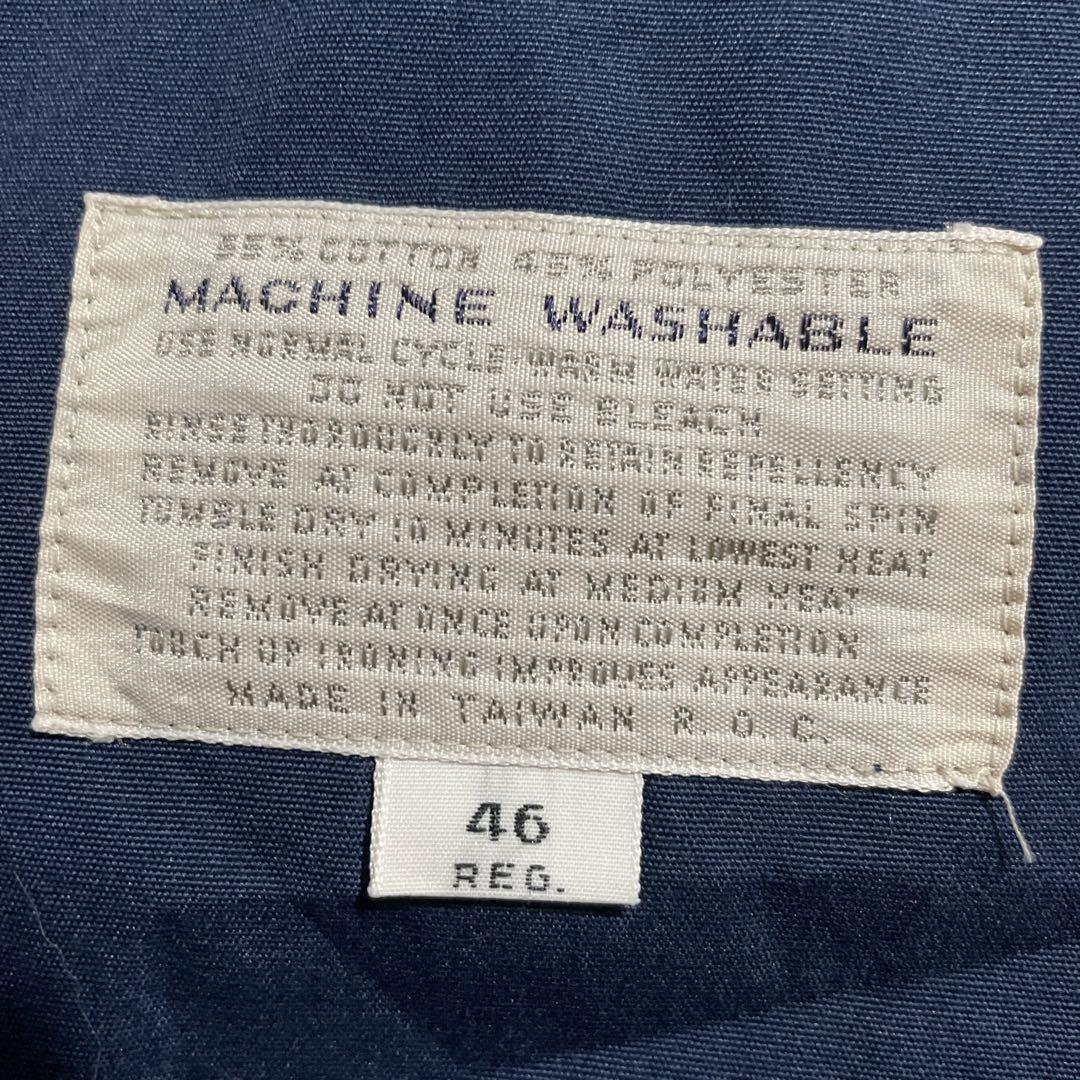 55% COTTON 45% POLYESTER
MACHINE WASHABLE
USE NORMAL CYCLE-WARM WATER SETTING
DO NOT USE BLEACH
RINSE THOROUGHLY TO RETAIN REPELLENCY
REMOVE AT COMPLETION OF FINAL SPIN
TUMBLE DRY 10 MINUTES AT LOWEST HEAT
FINISH DRYING AT MEDIUM HEAT
REMOVE AT ONCE UPON COMPLETION
TOUCH UP IRONING IMPROVES APPEARANCE
MADE IN TAIWAN R.O.C.
46
REG.